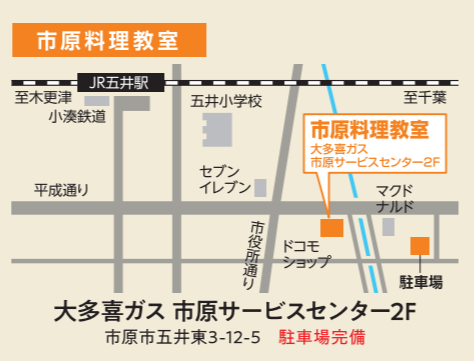 市原料理教室
JR五井駅
至木更津
至千葉
小湊鉄道
五井小学校
市原料理教室
大多喜ガス
市原サービスセンター2F
セブン
イレブン
平成通り
マクド
ナルド
市役所通り
ドコモ
ショップ
駐車場
大多喜ガス 市原サービスセンター2F
市原市五井東3-12-5 駐車場完備